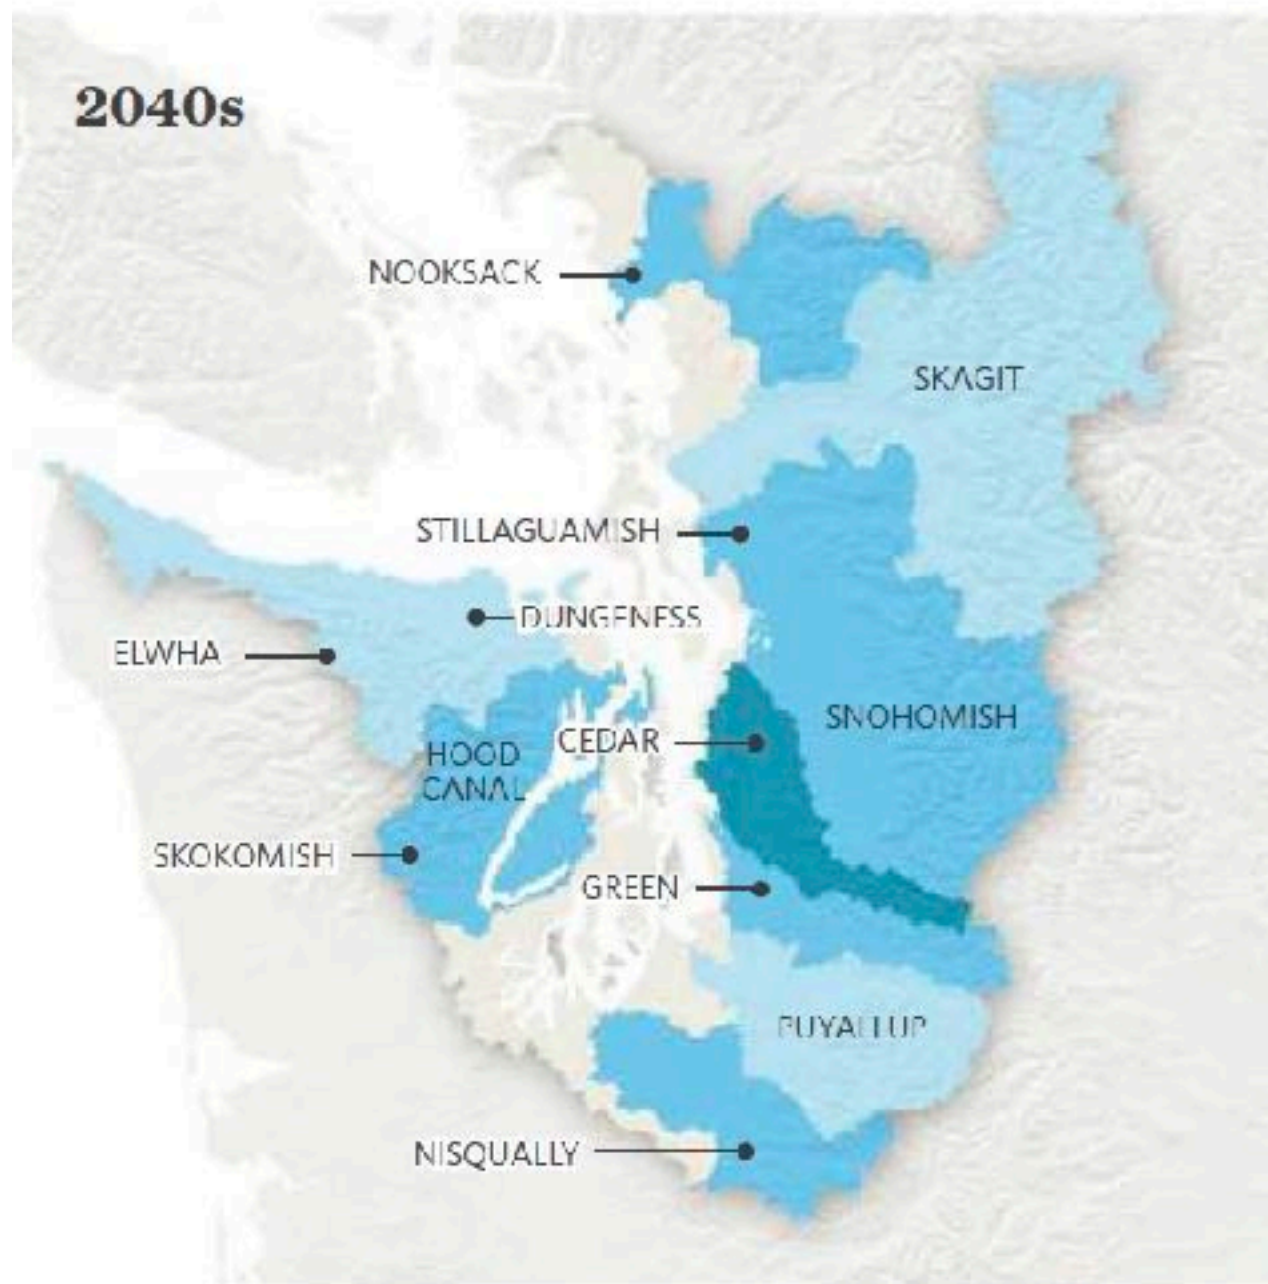 2040s
NOOKSACK
SKAGIT
STILLAGUAMISH
DUNGENESS
ELWHA
SNOHOMISH
CEDAR
HOOD
CANAL
SKOKOMISH
GREEN
PUYALLUP
NISQUALLY